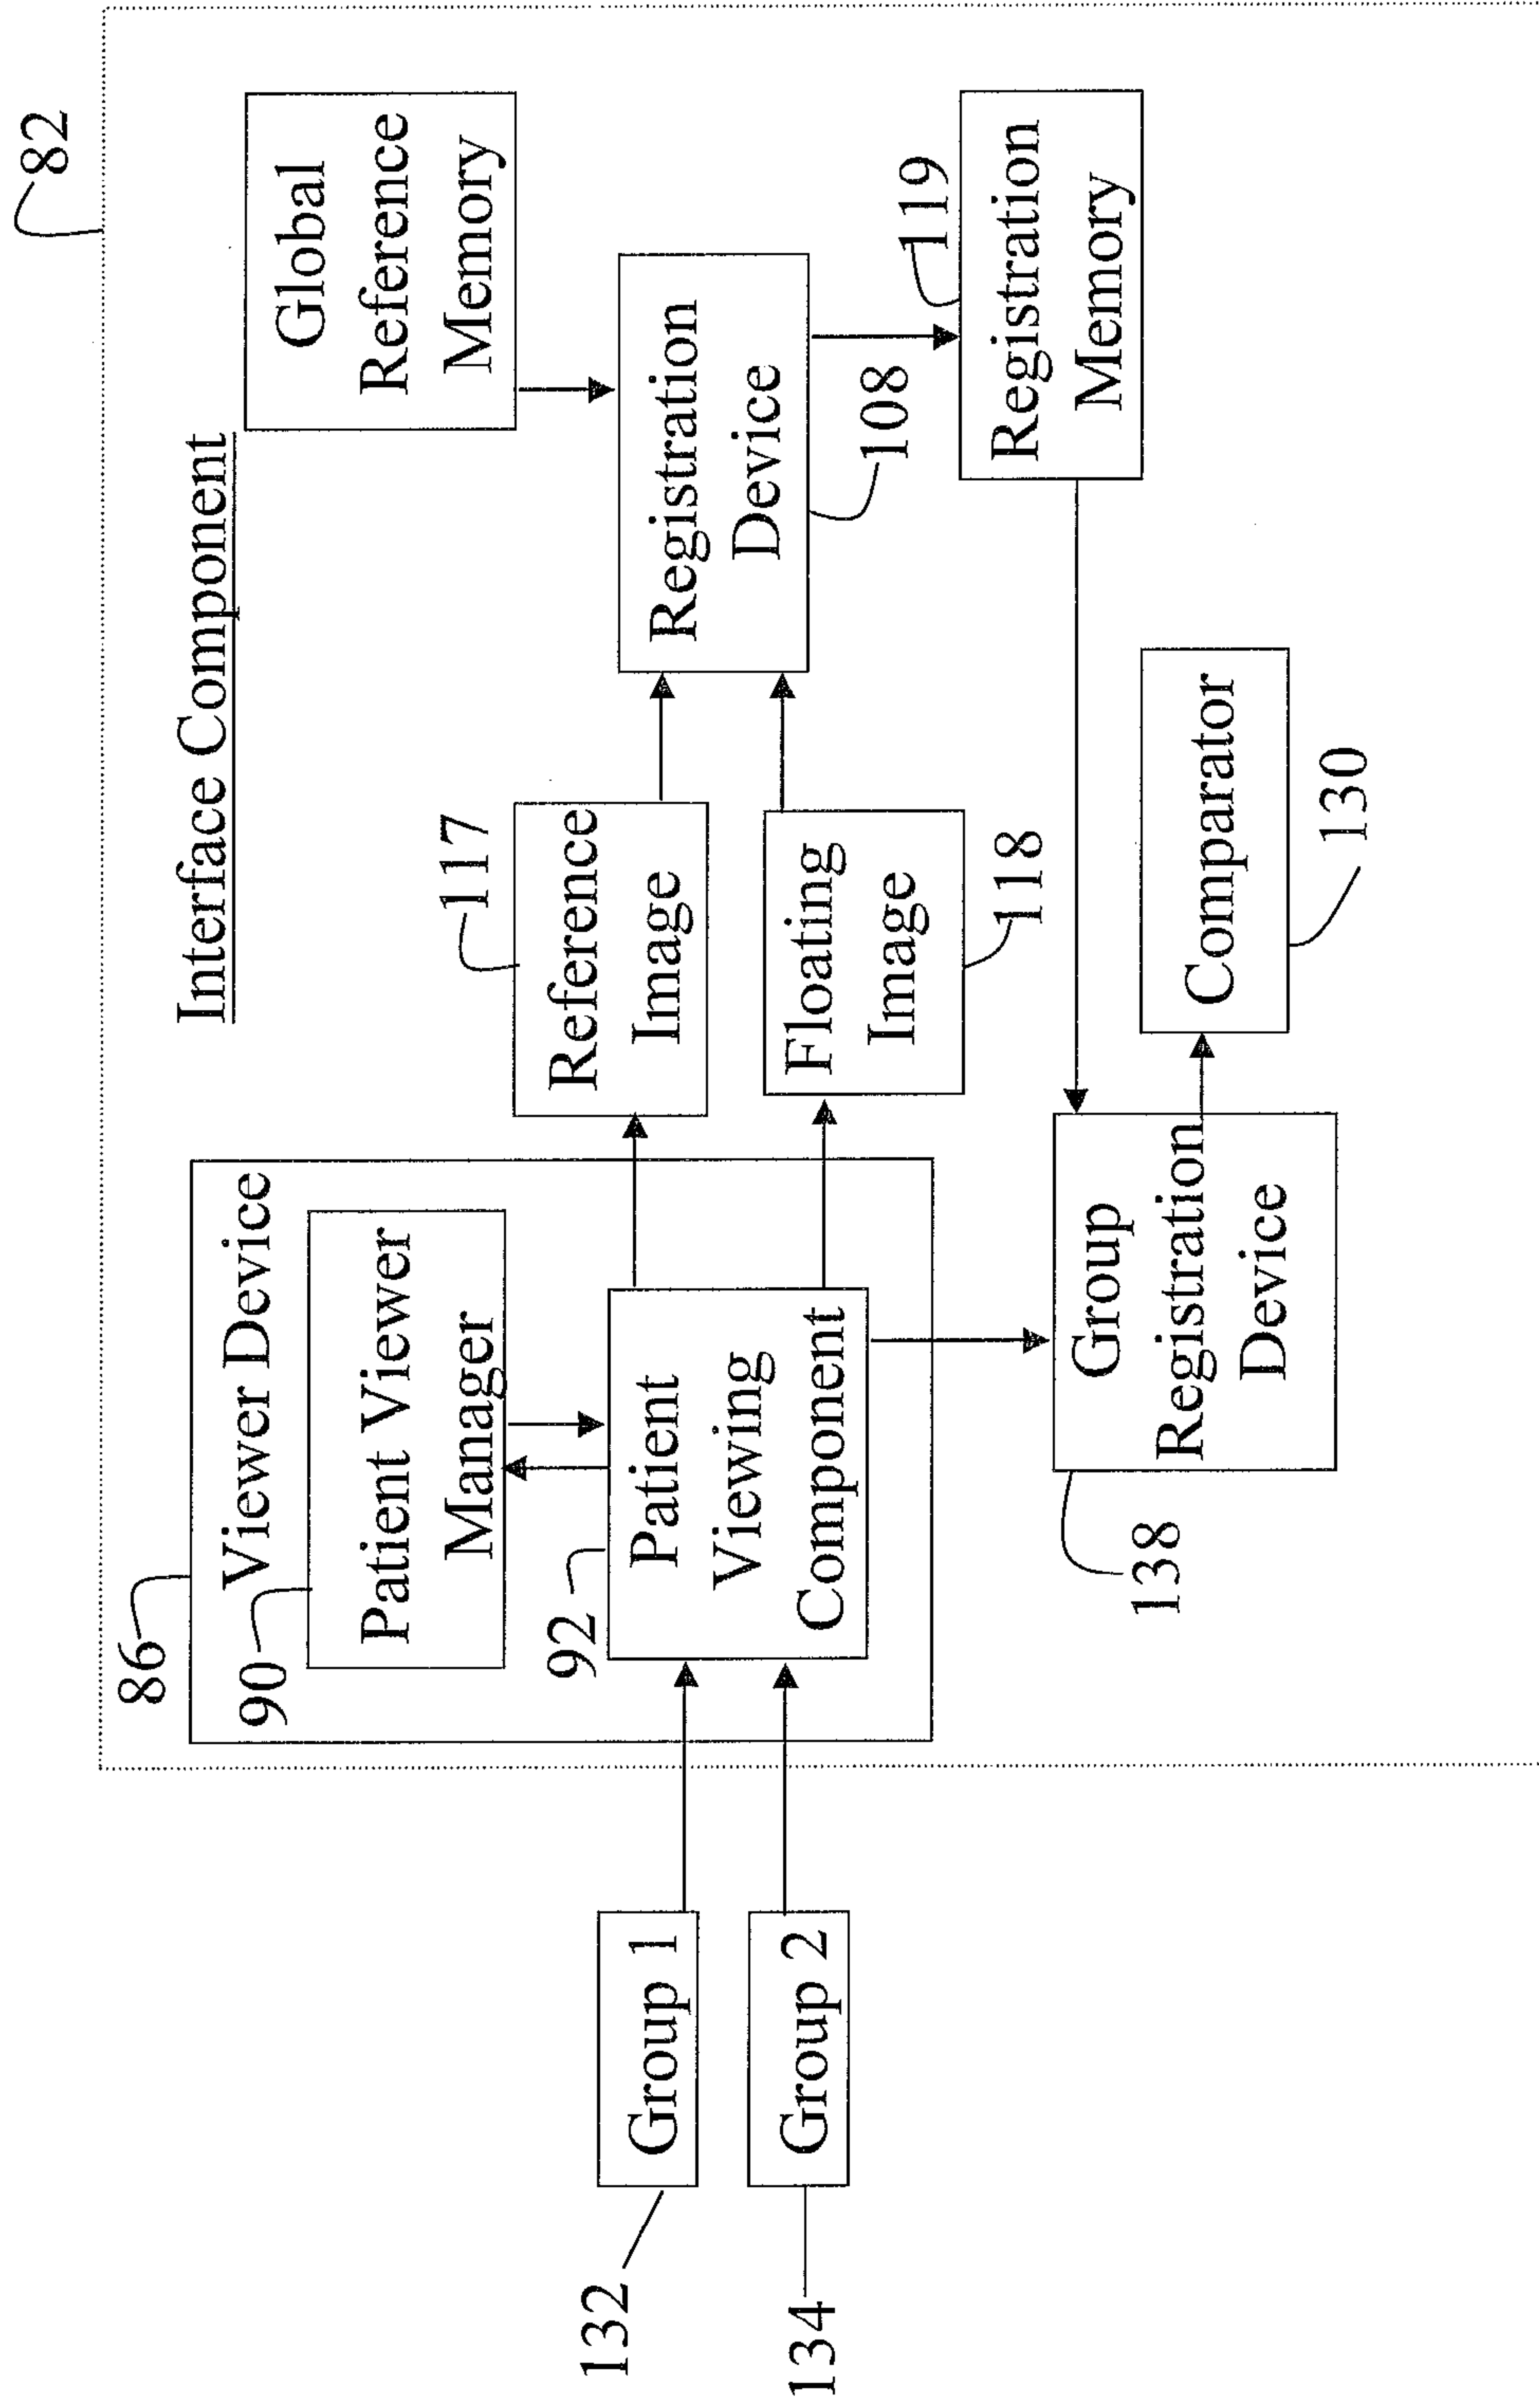 82
Interface Component
Global
Reference
Memory
86
Viewer Device
90
Patient Viewer
Manager
92
Patient
Viewing
Component
117
Reference
Image
Floating
Image
118
Registration
Device
108
119
Registration
Memory
132
Group 1
134
Group 2
138
Group
Registration
Device
Comparator
130